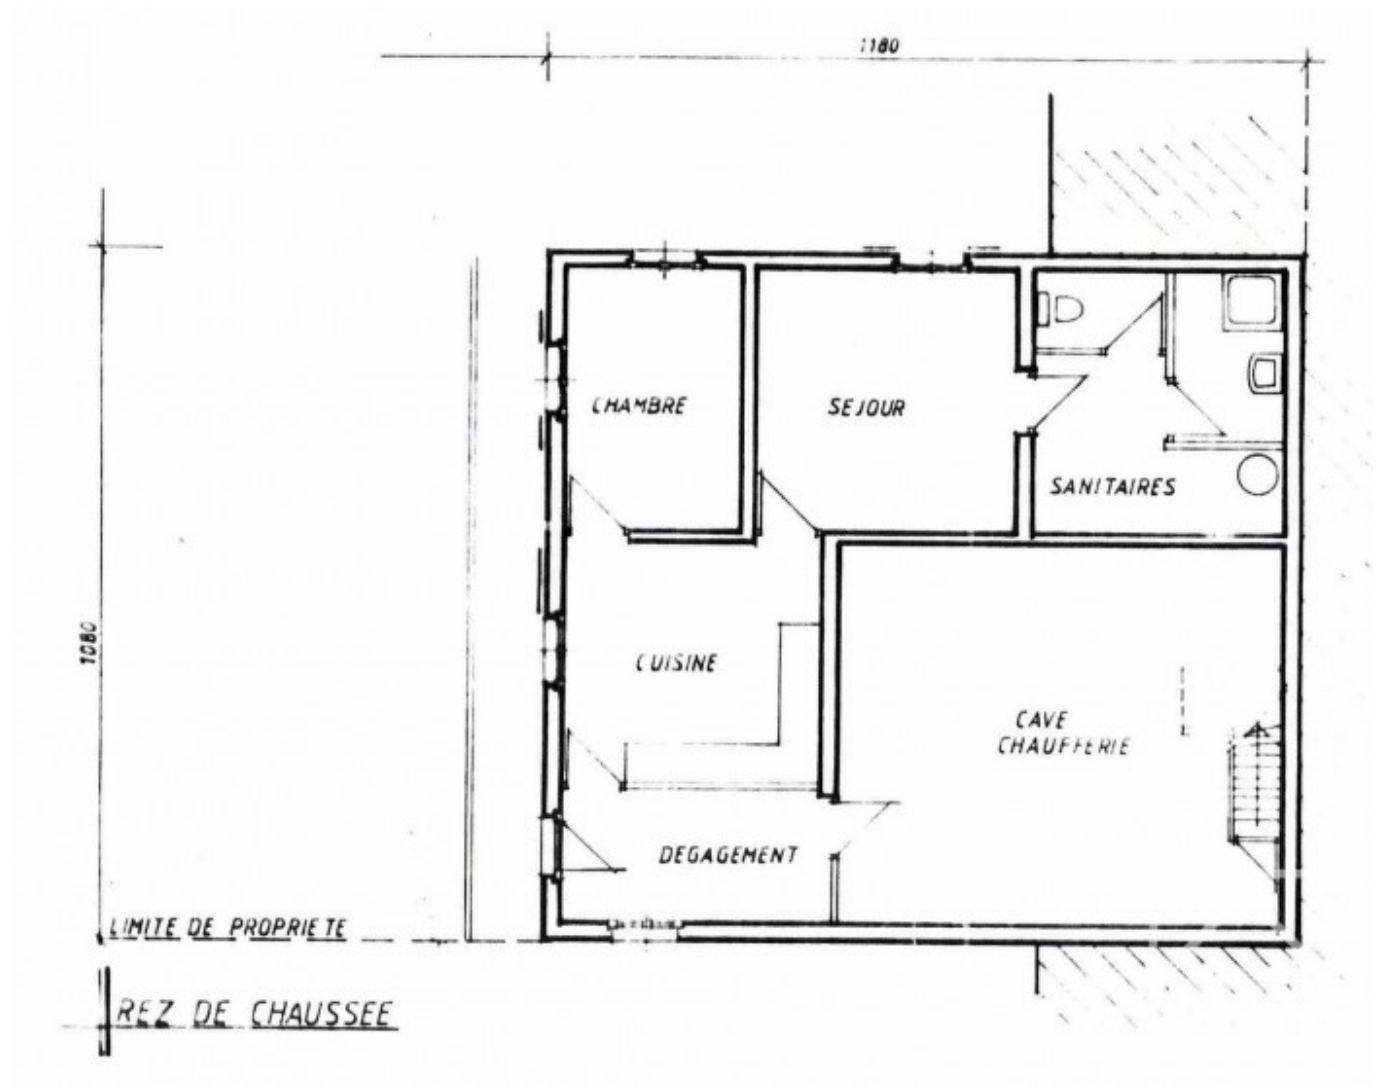 1180
CHAMBRE
SEJOUR
SANITAIRES
CUISINE
1080
CAVE
CHAUFFERIE
DEGAGEMENT
LIMITE DE PROPRIETE
REZ DE CHAUSSEE